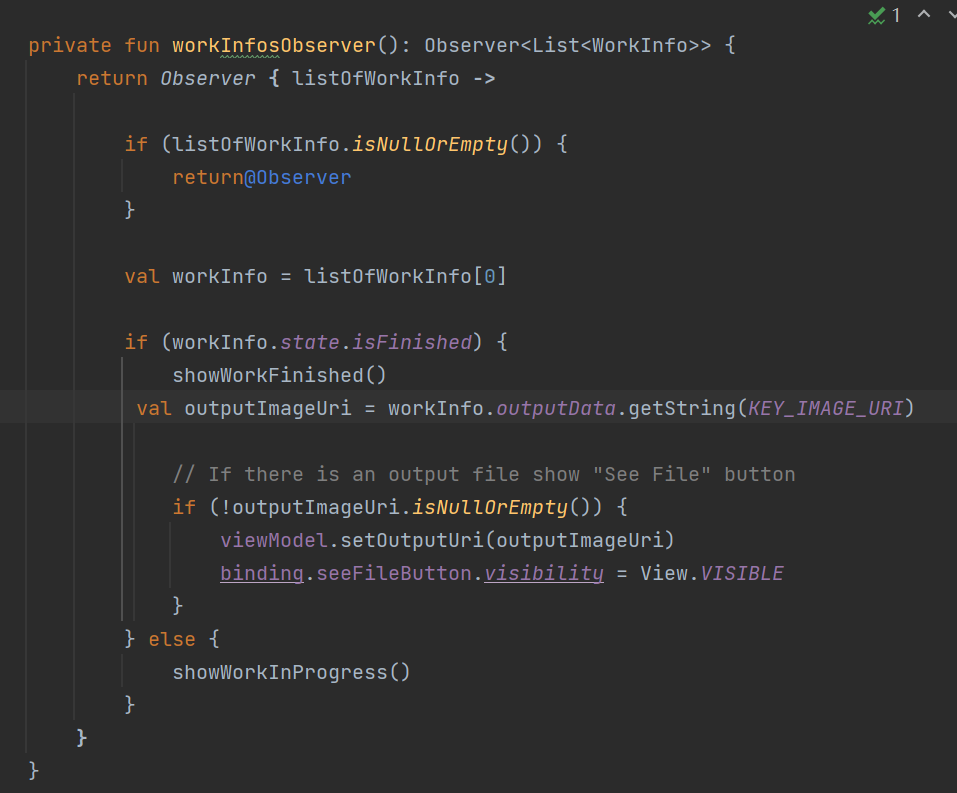 1
private fun workInfosObserver(): Observer<List<WorkInfo>> {
    return Observer { listOfWorkInfo ->

        if (listOfWorkInfo.isNullOrEmpty()) {
            return@Observer
        }

        val workInfo = listOfWorkInfo[0]

        if (workInfo.state.isFinished) {
            showWorkFinished()
         val outputImageUri = workInfo.outputData.getString(KEY_IMAGE_URI)

            // If there is an output file show "See File" button
            if (!outputImageUri.isNullOrEmpty()) {
                viewModel.setOutputUri(outputImageUri)
                binding.seeFileButton.visibility = View.VISIBLE
            }
        } else {
            showWorkInProgress()
        }
    }
}